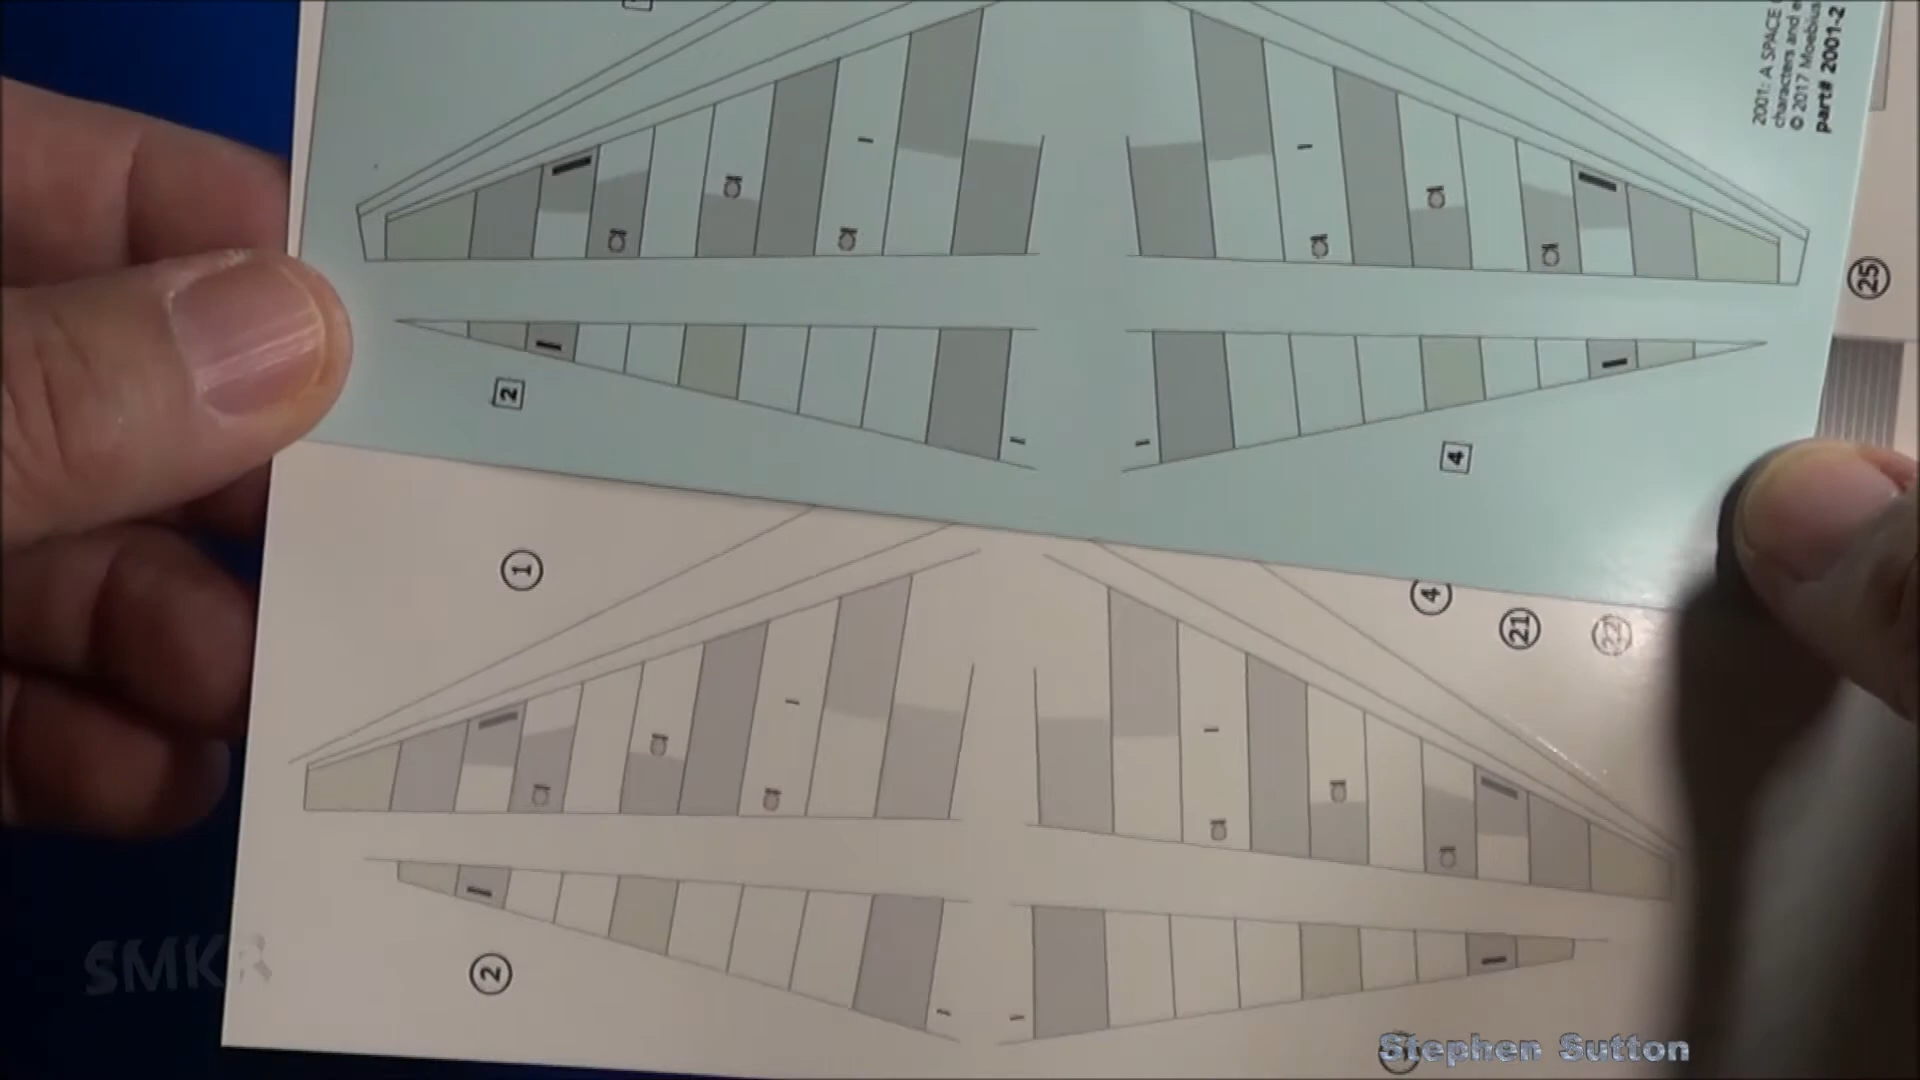 2001: A SPACE
characters and
© 2017 Moebius
part# 2001-2
25
2
4
1
4
21
22
2
SMKR
Stephen Sutton